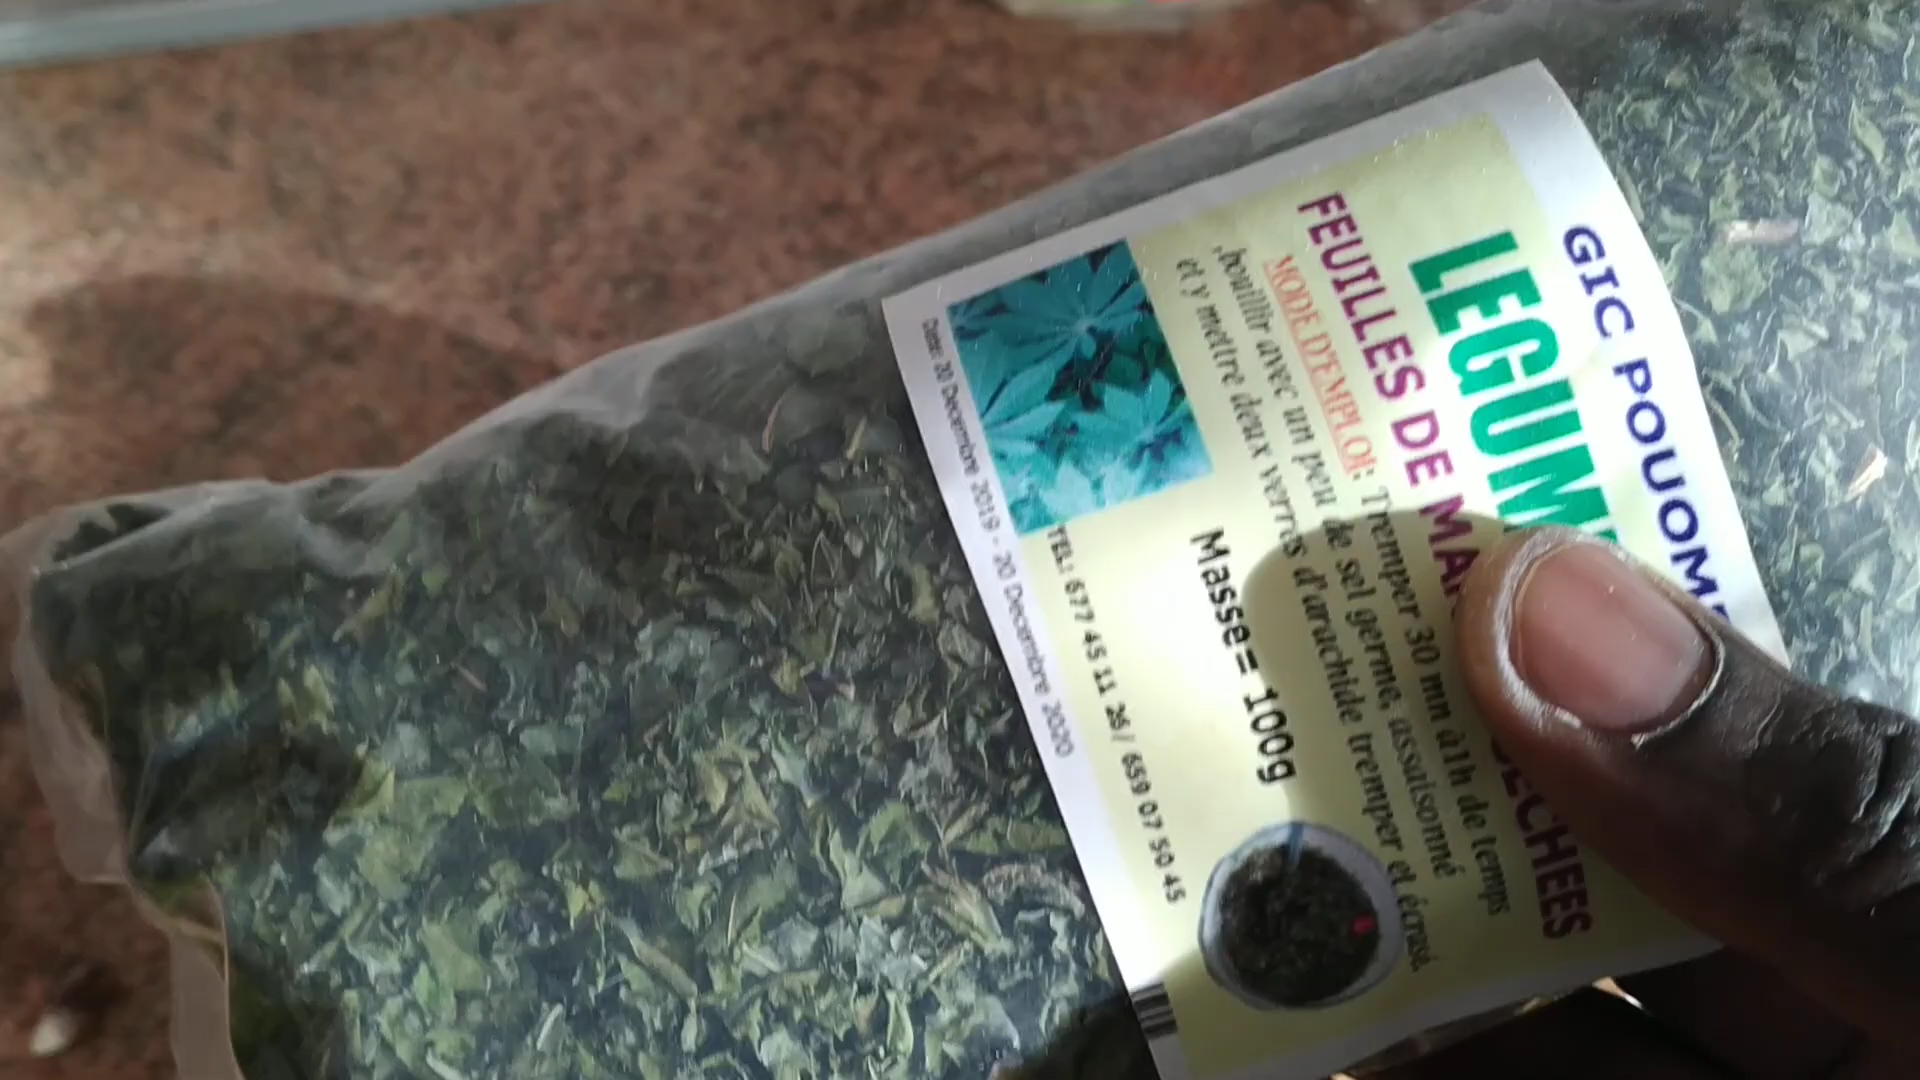 GIC POUOM
LEGUM
FEUILLES DE MA ECHEES
MODE D'EMPLOI: Tremper 30 mn à1h de temps
,bouillir avec un peu de sel germe, assaisonné
et y mettre deux verres d'arachide tremper et écrasé.
Masse= 100g
TEL: 677 45 11 25/ 659 07 50 45
Date: 20 Decembre 2019 - 20 Decembre 2020